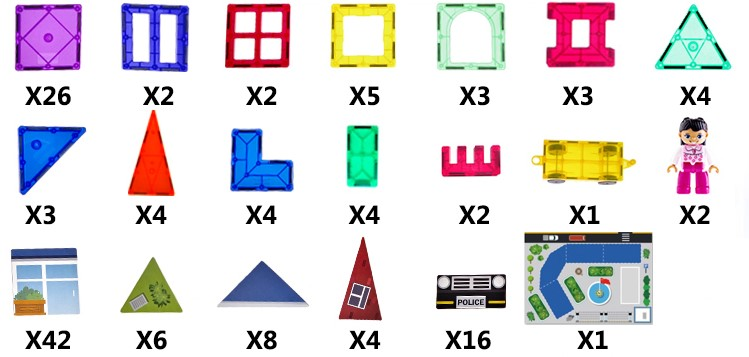 X26 X2 X2 X5 X3 X3 X4
X3 X4 X4 X4 X2 X1 X2
POLICE
X42 X6 X8 X4 X16 X1